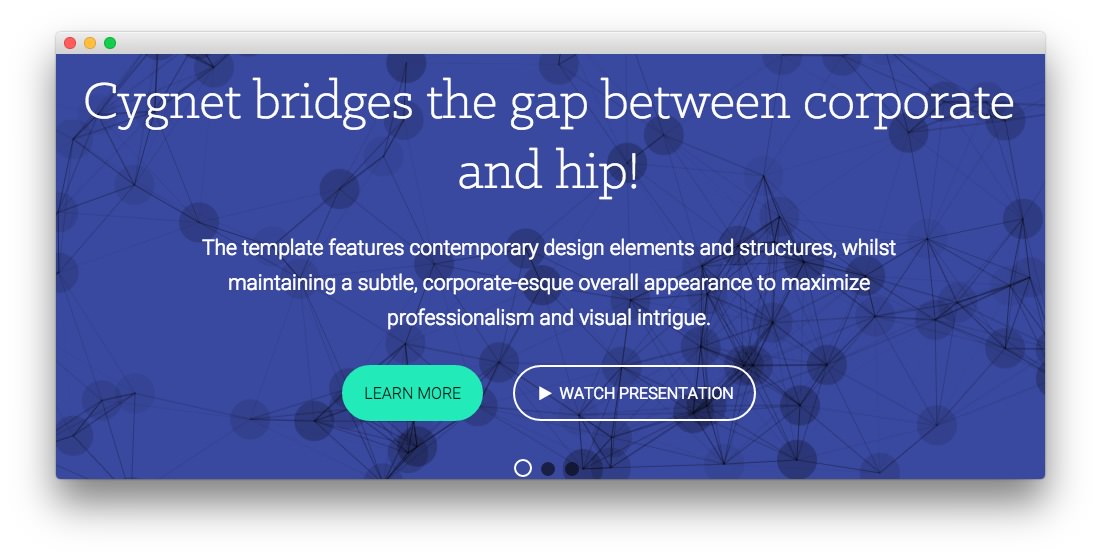 Cygnet bridges the gap between corporate
and hip!
The template features contemporary design elements and structures, whilst
maintaining a subtle, corporate-esque overall appearance to maximize
professionalism and visual intrigue.
LEARN MORE
WATCH PRESENTATION